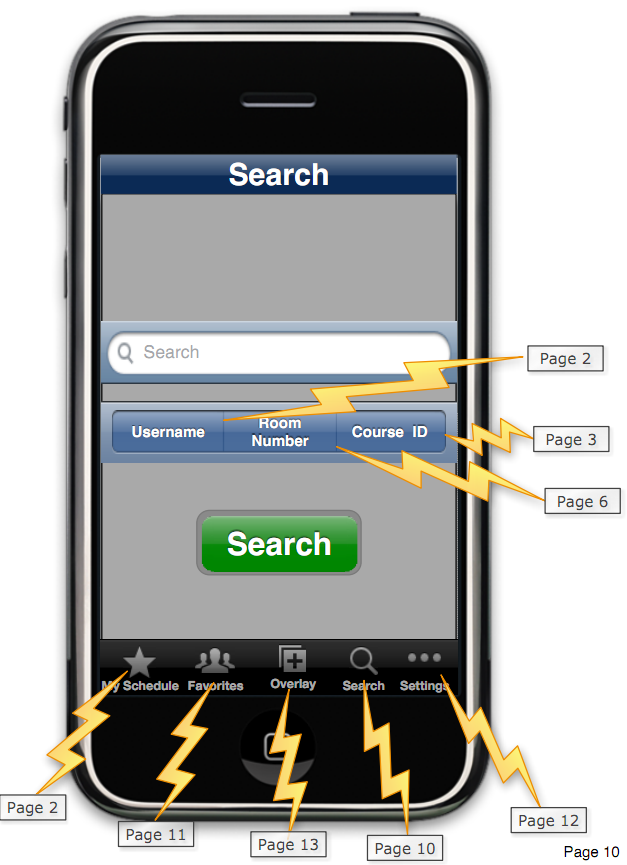 Search
Search
Page 2
Username
Room
Number
Course ID
Page 3
Page 6
Search
My Schedule
Favorites
Overlay
Search
Settings
Page 2
Page 11
Page 13
Page 10
Page 12
Page 10